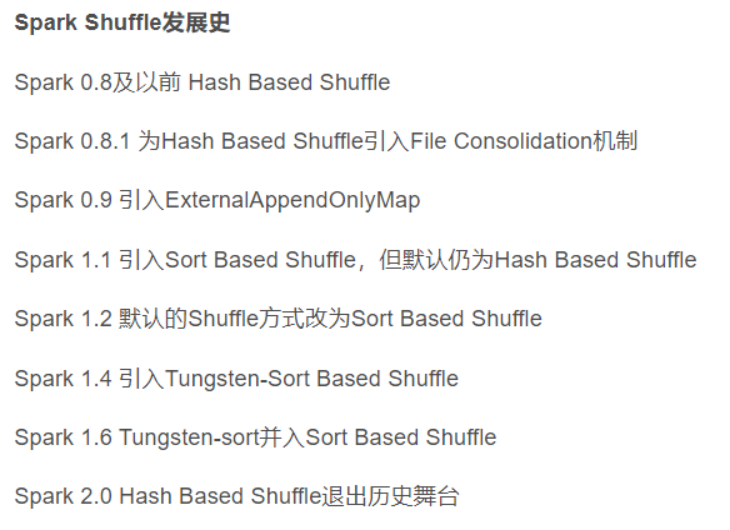 Spark Shuffle发展史
Spark 0.8及以前 Hash Based Shuffle
Spark 0.8.1 为Hash Based Shuffle引入File Consolidation机制
Spark 0.9 引入ExternalAppendOnlyMap
Spark 1.1 引入Sort Based Shuffle，但默认仍为Hash Based Shuffle
Spark 1.2 默认的Shuffle方式改为Sort Based Shuffle
Spark 1.4 引入Tungsten-Sort Based Shuffle
Spark 1.6 Tungsten-sort并入Sort Based Shuffle
Spark 2.0 Hash Based Shuffle退出历史舞台